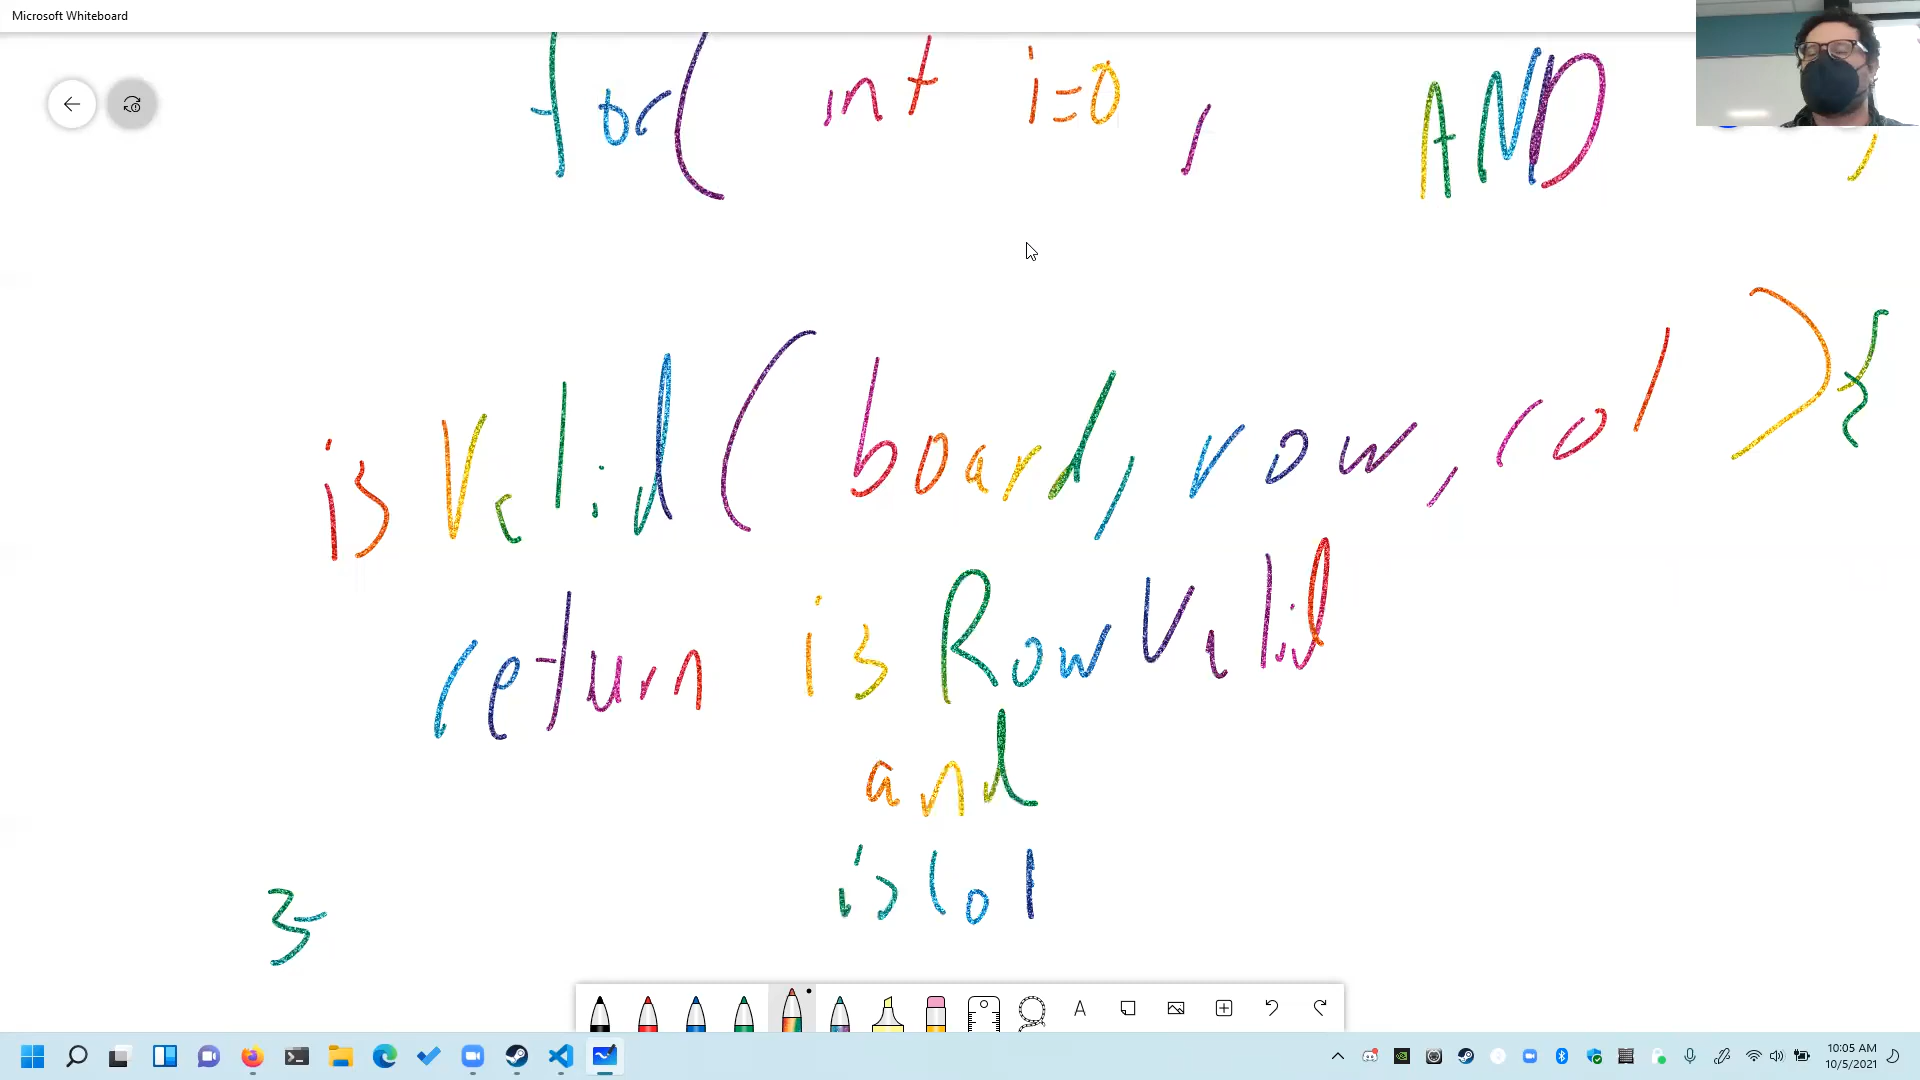 Microsoft Whiteboard
for( int i=0 , AND ,
isValid( board, row, col ){
return isRowValid
and
isCol
}
10:05 AM
10/5/2021